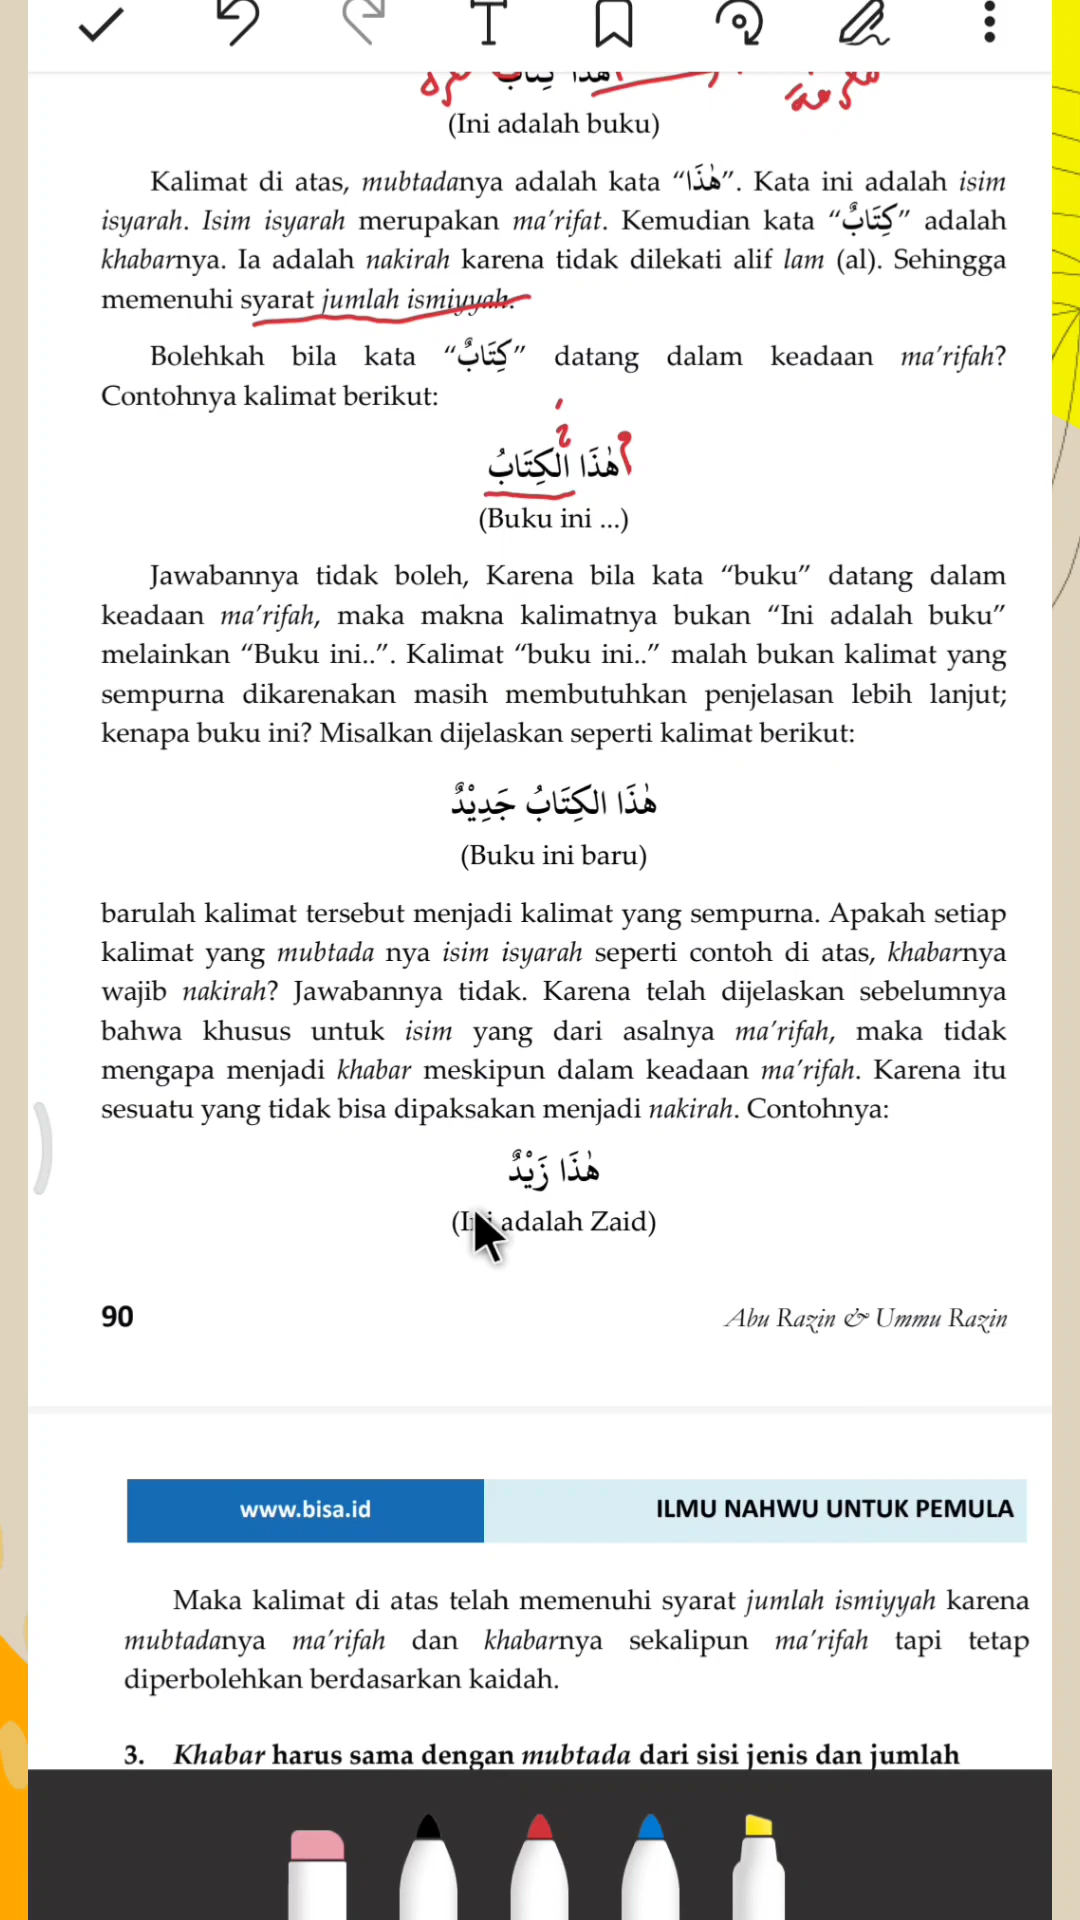 هٰذَا كِتَابٌ
(Ini adalah buku)
Kalimat di atas, mubtadanya adalah kata “هٰذَا”. Kata ini adalah isim
isyarah. Isim isyarah merupakan ma’rifat. Kemudian kata “كِتَابٌ” adalah
khabarnya. Ia adalah nakirah karena tidak dilekati alif lam (al). Sehingga
memenuhi syarat jumlah ismiyyah.
Bolehkah bila kata “كِتَابٌ” datang dalam keadaan ma’rifah?
Contohnya kalimat berikut:
هٰذَا الكِتَابُ
(Buku ini ...)
Jawabannya tidak boleh, Karena bila kata “buku” datang dalam
keadaan ma’rifah, maka makna kalimatnya bukan “Ini adalah buku”
melainkan “Buku ini..”. Kalimat “buku ini..” malah bukan kalimat yang
sempurna dikarenakan masih membutuhkan penjelasan lebih lanjut;
kenapa buku ini? Misalkan dijelaskan seperti kalimat berikut:
هٰذَا الكِتَابُ جَدِيْدٌ
(Buku ini baru)
barulah kalimat tersebut menjadi kalimat yang sempurna. Apakah setiap
kalimat yang mubtada nya isim isyarah seperti contoh di atas, khabarnya
wajib nakirah? Jawabannya tidak. Karena telah dijelaskan sebelumnya
bahwa khusus untuk isim yang dari asalnya ma’rifah, maka tidak
mengapa menjadi khabar meskipun dalam keadaan ma’rifah. Karena itu
sesuatu yang tidak bisa dipaksakan menjadi nakirah. Contohnya:
هٰذَا زَيْدٌ
(Ini adalah Zaid)
90 Abu Razin & Ummu Razin
www.bisa.id ILMU NAHWU UNTUK PEMULA
Maka kalimat di atas telah memenuhi syarat jumlah ismiyyah karena
mubtadanya ma’rifah dan khabarnya sekalipun ma’rifah tapi tetap
diperbolehkan berdasarkan kaidah.
3. Khabar harus sama dengan mubtada dari sisi jenis dan jumlah